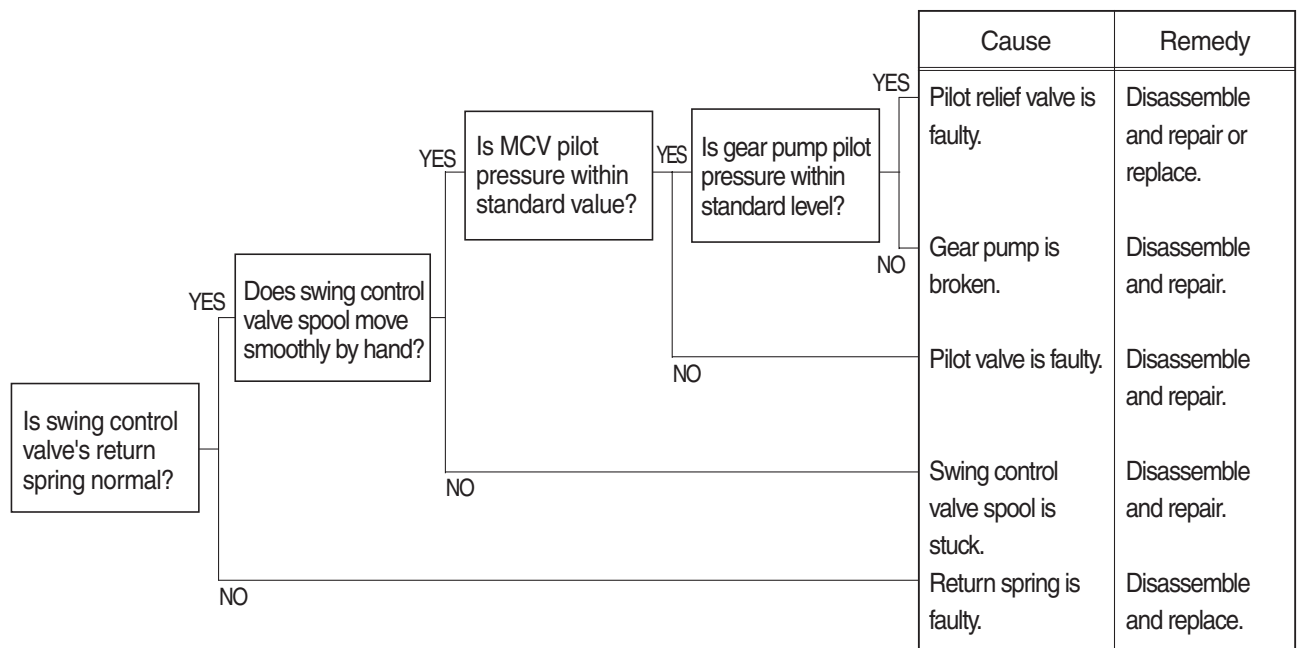 Cause
Remedy
YES
Pilot relief valve is
faulty.
Disassemble
and repair or
replace.
YES
Is MCV pilot
pressure within
standard value?
YES
Is gear pump pilot
pressure within
standard level?
NO
Gear pump is
broken.
Disassemble
and repair.
YES
Does swing control
valve spool move
smoothly by hand?
NO
Pilot valve is faulty.
Disassemble
and repair.
Is swing control
valve's return
spring normal?
NO
Swing control
valve spool is
stuck.
Disassemble
and repair.
NO
Return spring is
faulty.
Disassemble
and replace.